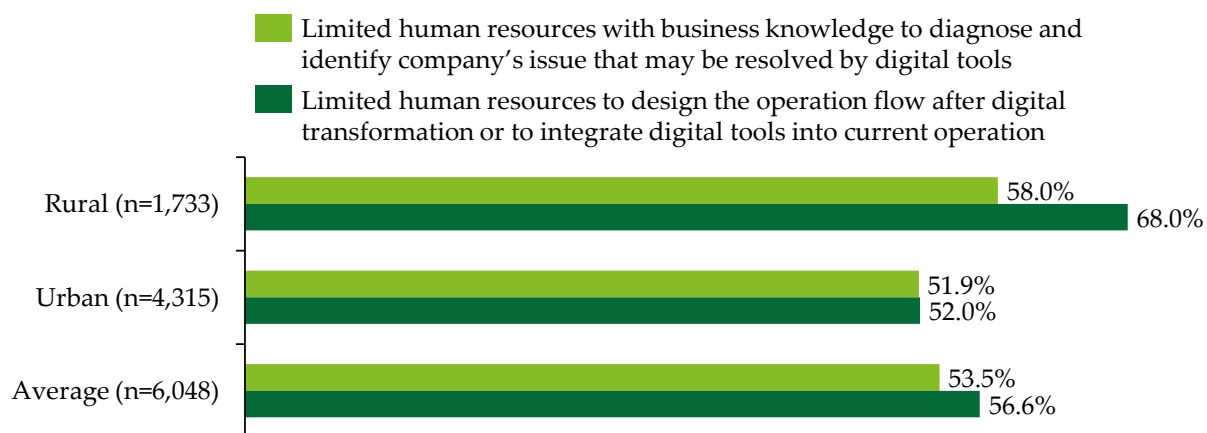 Limited human resources with business knowledge to diagnose and
identify company’s issue that may be resolved by digital tools
Limited human resources to design the operation flow after digital
transformation or to integrate digital tools into current operation
Rural (n=1,733)
58.0%
68.0%
Urban (n=4,315)
51.9%
52.0%
Average (n=6,048)
53.5%
56.6%